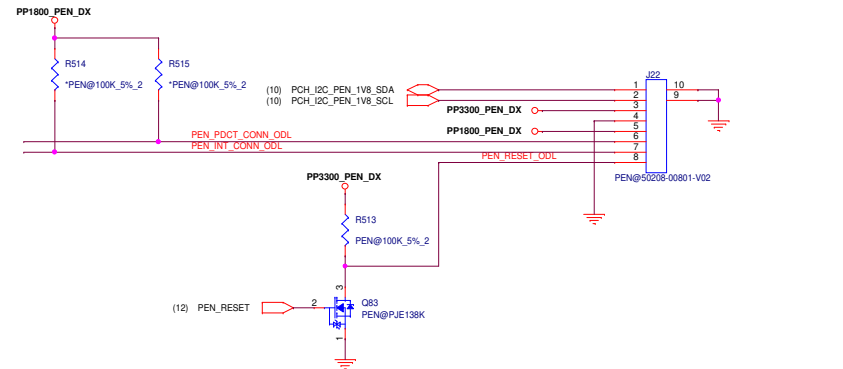 PP1800_PEN_DX
R514
R515
*PEN@100K_5%_2
*PEN@100K_5%_2
J22
(10) PCH_I2C_PEN_1V8_SDA
1
10
(10) PCH_I2C_PEN_1V8_SCL
2
9
PP3300_PEN_DX
3
4
PP1800_PEN_DX
5
PEN_PDCT_CONN_ODL
6
PEN_INT_CONN_ODL
7
PEN_RESET_ODL
8
PP3300_PEN_DX
PEN@50208-00801-V02
R513
PEN@100K_5%_2
3
(12) PEN_RESET
2
Q83
PEN@PJE138K
1